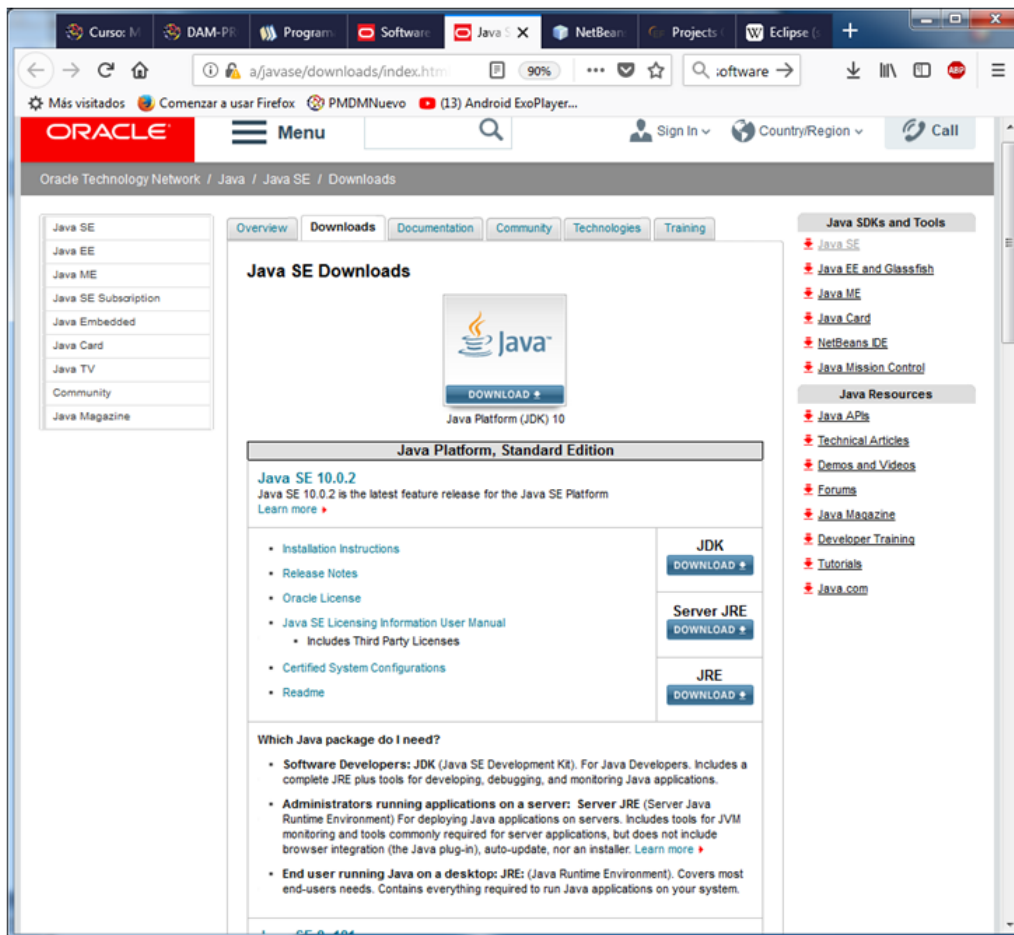 Curso: M
DAM-PR
Program
Software
Java S
NetBean
Projects (
Eclipse (
a/javase/downloads/index.htm
90%
software
ABP
Más visitados
Comenzar a usar Firefox
PMDMNuevo
(13) Android ExoPlayer...
ORACLE
Menu
Sign In
Country/Region
Call
Oracle Technology Network / Java / Java SE / Downloads
Java SE
Java EE
Java ME
Java SE Subscription
Java Embedded
Java Card
Java TV
Community
Java Magazine
Overview
Downloads
Documentation
Community
Technologies
Training
Java SE Downloads
Java
DOWNLOAD
Java Platform (JDK) 10
Java Platform, Standard Edition
Java SE 10.0.2
Java SE 10.0.2 is the latest feature release for the Java SE Platform
Learn more
• Installation Instructions
• Release Notes
• Oracle License
• Java SE Licensing Information User Manual
• Includes Third Party Licenses
• Certified System Configurations
• Readme
JDK
DOWNLOAD
Server JRE
DOWNLOAD
JRE
DOWNLOAD
Which Java package do I need?
• Software Developers: JDK (Java SE Development Kit). For Java Developers. Includes a
complete JRE plus tools for developing, debugging, and monitoring Java applications.
• Administrators running applications on a server: Server JRE (Server Java
Runtime Environment) For deploying Java applications on servers. Includes tools for JVM
monitoring and tools commonly required for server applications, but does not include
browser integration (the Java plug-in), auto-update, nor an installer. Learn more
• End user running Java on a desktop: JRE: (Java Runtime Environment). Covers most
end-users needs. Contains everything required to run Java applications on your system.
Java SDKs and Tools
Java SE
Java EE and Glassfish
Java ME
Java Card
NetBeans IDE
Java Mission Control
Java Resources
Java APIs
Technical Articles
Demos and Videos
Forums
Java Magazine
Developer Training
Tutorials
Java.com